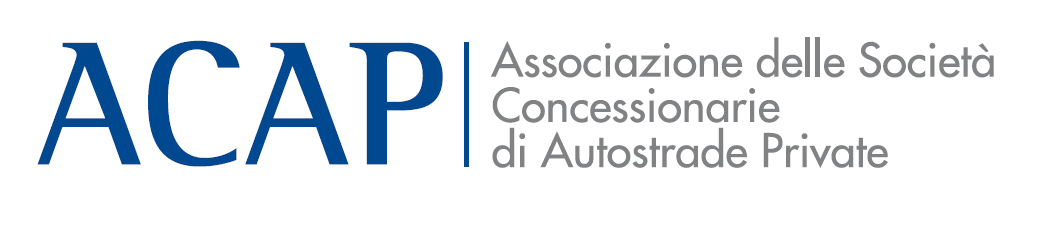 ACAP
Associazione delle Società
Concessionarie
di Autostrade Private